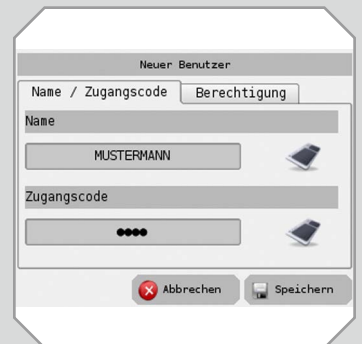 Neuer Benutzer
Name / Zugangscode Berechtigung
Name
MUSTERMANN
Zugangscode
●●●●
Abbrechen Speichern